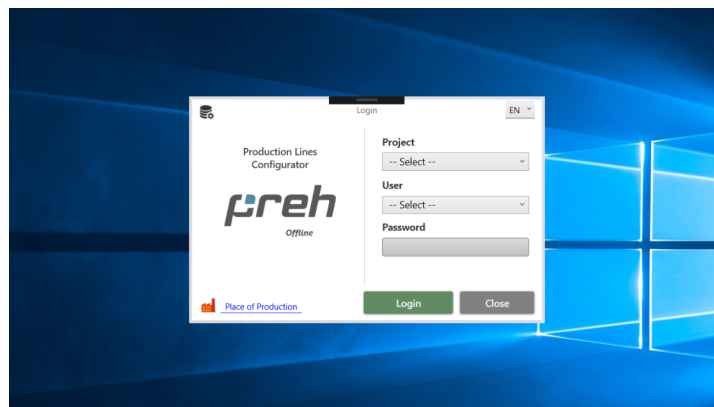 Login
EN
Production Lines
Configurator
preh
Offline
Project
-- Select --
User
-- Select --
Password
Place of Production
Login
Close